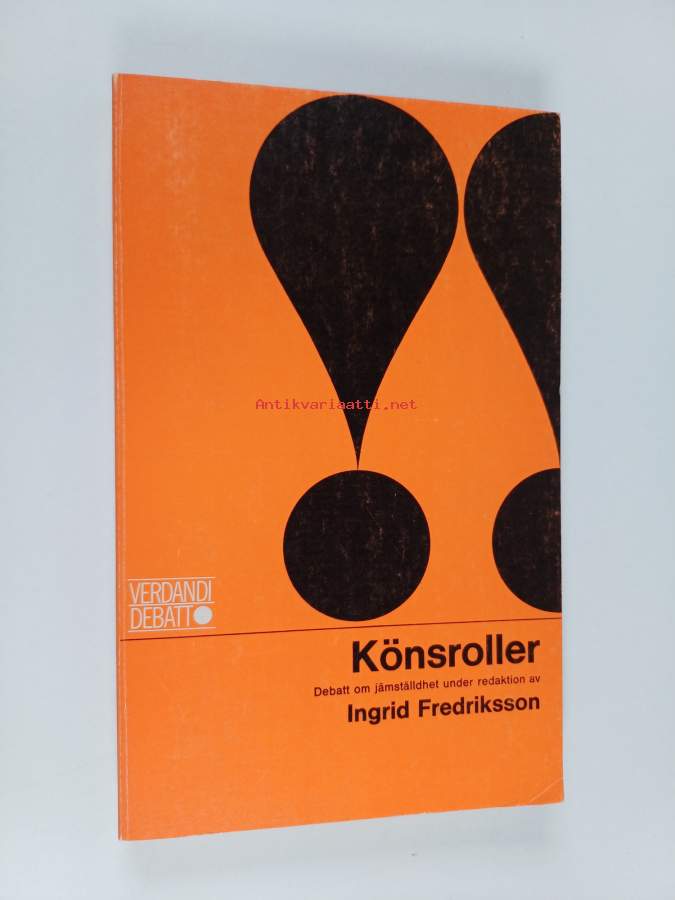 Antikvariaatti.net
VERDANDI
DEBATT
Könsroller
Debatt om jämställdhet under redaktion av
Ingrid Fredriksson